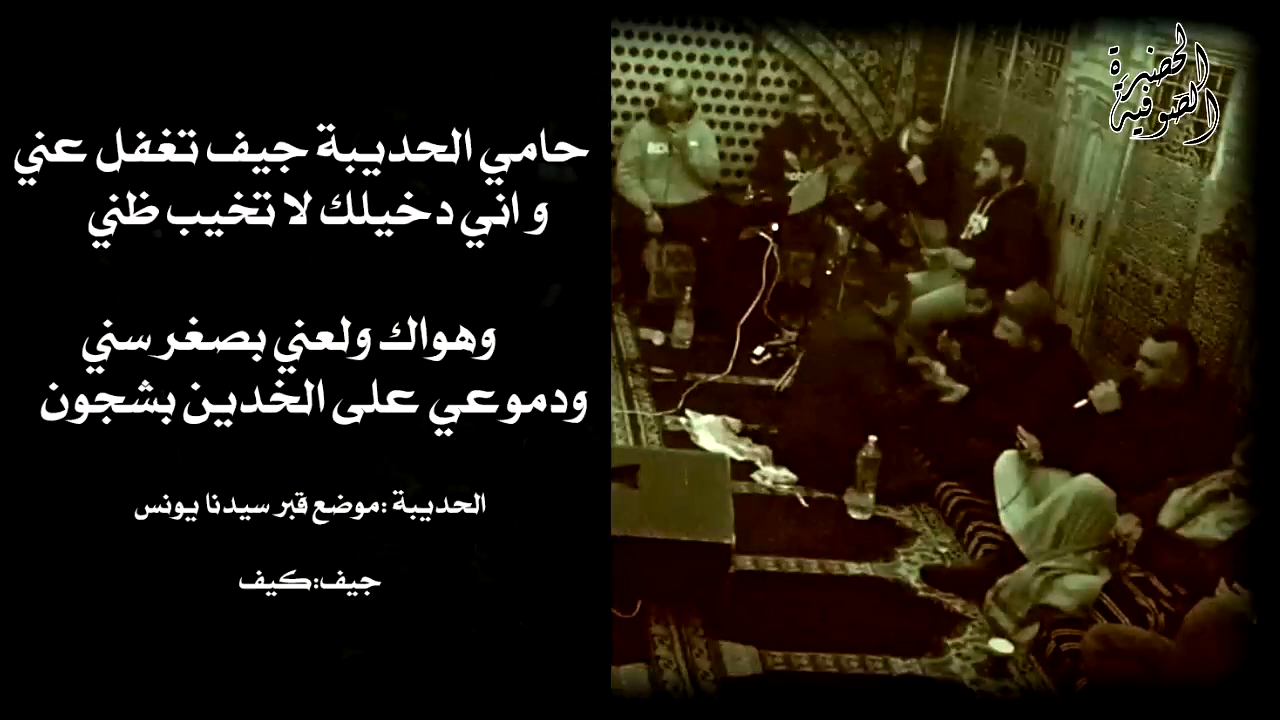 حامي الحديبة جيف تغفل عني
و اني دخيلك لا تخيب ظني
وهواك ولعني بصغر سني
ودموعي على الخدين بشجون
الحديبة :موضع قبر سيدنا يونس
جيف:كيف
الحضرة
الصوفية